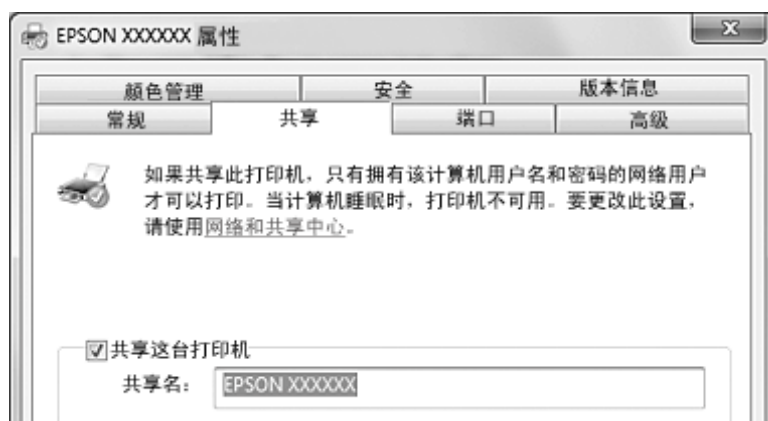 EPSON XXXXXX 属性
颜色管理 安全 版本信息
常规 共享 端口 高级
如果共享此打印机，只有拥有该计算机用户名和密码的网络用户
才可以打印。当计算机睡眠时，打印机不可用。要更改此设置，
请使用网络和共享中心。
共享这台打印机
共享名： EPSON XXXXXX